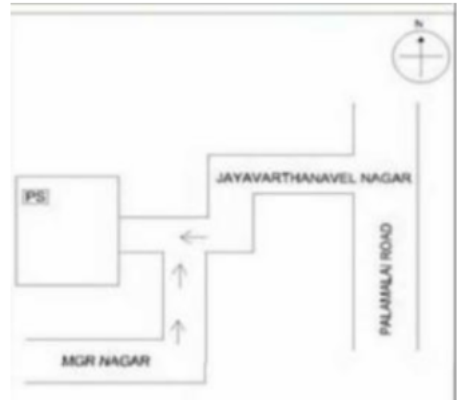 N
JAYAVARTHANAVEL NAGAR
PS
PALAMALAI ROAD
MGR NAGAR